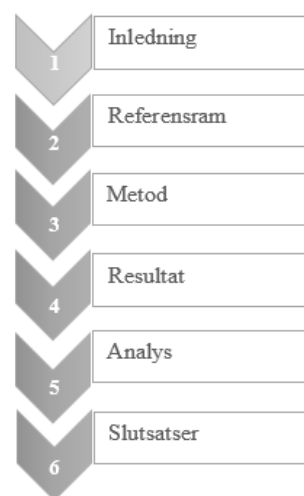 1 Inledning
2 Referensram
3 Metod
4 Resultat
5 Analys
6 Slutsatser